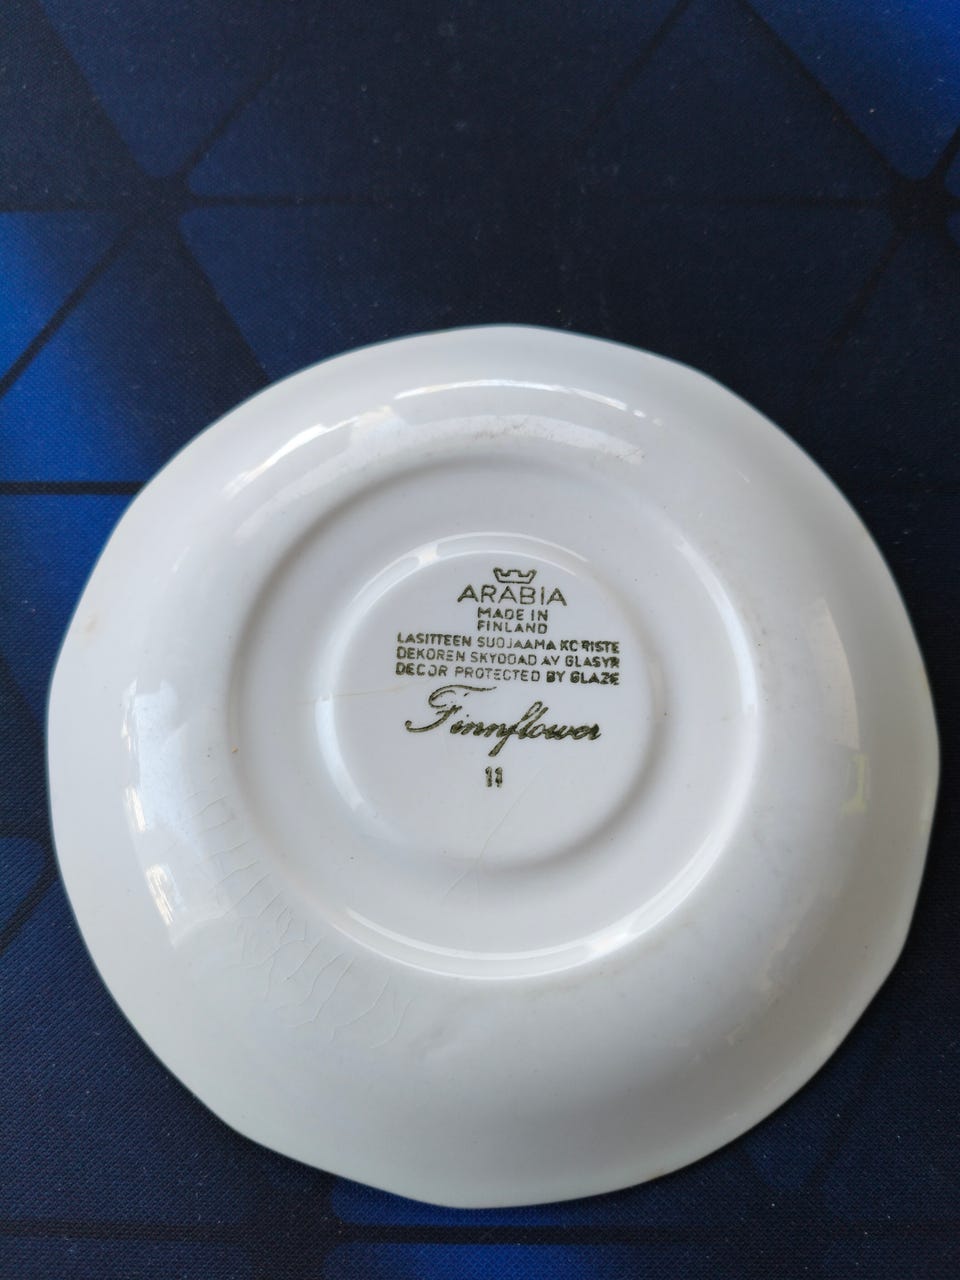 ARABIA
MADE IN
FINLAND
LASITTEEN SUOJAAMA KORISTE
DEKOREN SKYDDAD AV GLASYR
DECOR PROTECTED BY GLAZE
Finnflower
11